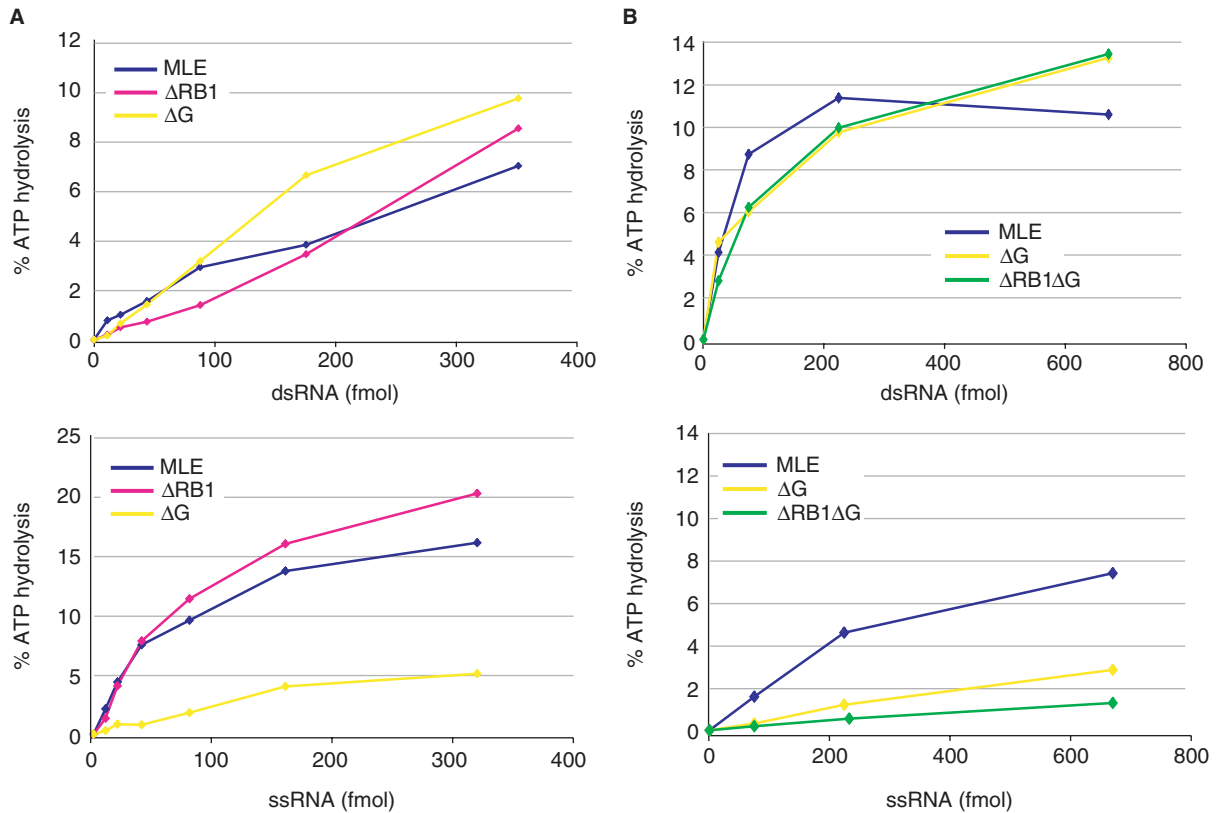 A
12
10
8
6
4
2
0
% ATP hydrolysis
MLE
ΔRB1
ΔG
0
100
200
300
400
dsRNA (fmol)
25
20
15
10
5
0
% ATP hydrolysis
MLE
ΔRB1
ΔG
0
100
200
300
400
ssRNA (fmol)
B
14
12
10
8
6
4
2
0
% ATP hydrolysis
MLE
ΔG
ΔRB1ΔG
0
200
400
600
800
dsRNA (fmol)
14
12
10
8
6
4
2
0
% ATP hydrolysis
MLE
ΔG
ΔRB1ΔG
0
200
400
600
800
ssRNA (fmol)